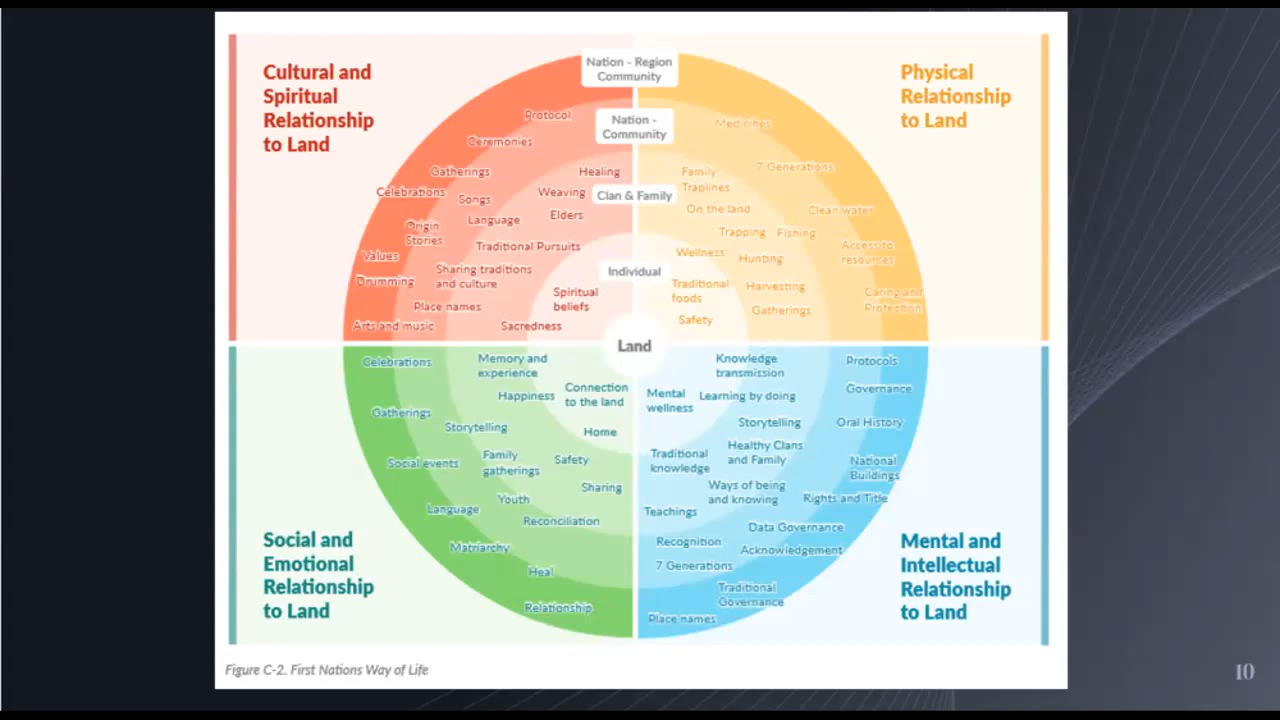 Cultural and
Spiritual
Relationship
to Land
Physical
Relationship
to Land
Nation - Region
Community
Nation -
Community
Clan & Family
Individual
Land
Protocol
Ceremonies
Gatherings
Healing
Celebrations
Songs
Weaving
Origin
Stories
Language
Elders
Values
Traditional Pursuits
Drumming
Sharing traditions
and culture
Spiritual
beliefs
Place names
Arts and music
Sacredness
Medicines
7 Generations
Family
Traplines
On the land
Clean water
Trapping
Fishing
Wellness
Hunting
Access to
resources
Traditional
foods
Harvesting
Caring and
Protection
Safety
Gatherings
Celebrations
Memory and
experience
Happiness
Connection
to the land
Gatherings
Storytelling
Home
Social events
Family
gatherings
Safety
Youth
Sharing
Language
Reconciliation
Matriarchy
Heal
Relationship
Knowledge
transmission
Protocols
Mental
wellness
Learning by doing
Governance
Storytelling
Oral History
Traditional
knowledge
Healthy Clans
and Family
National
Buildings
Ways of being
and knowing
Rights and Title
Teachings
Data Governance
Recognition
Acknowledgement
7 Generations
Traditional
Governance
Place names
Social and
Emotional
Relationship
to Land
Mental and
Intellectual
Relationship
to Land
Figure C-2. First Nations Way of Life
10